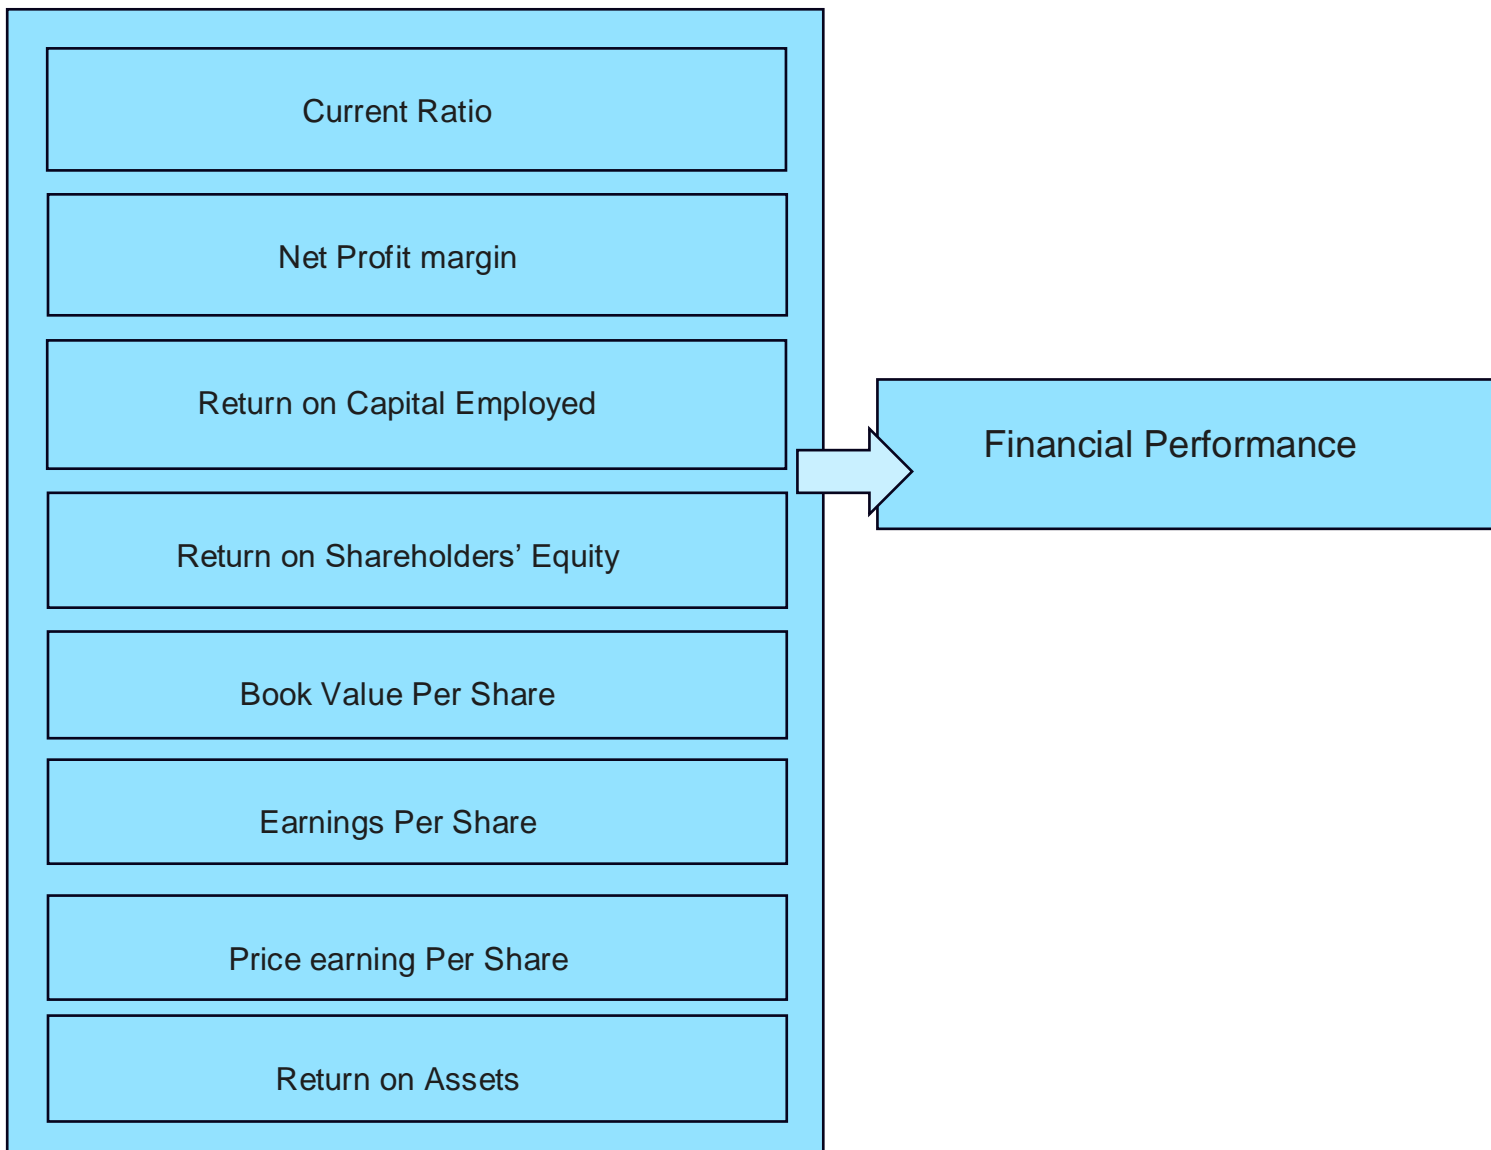 Current Ratio
Net Profit margin
Return on Capital Employed
Financial Performance
Return on Shareholders’ Equity
Book Value Per Share
Earnings Per Share
Price earning Per Share
Return on Assets